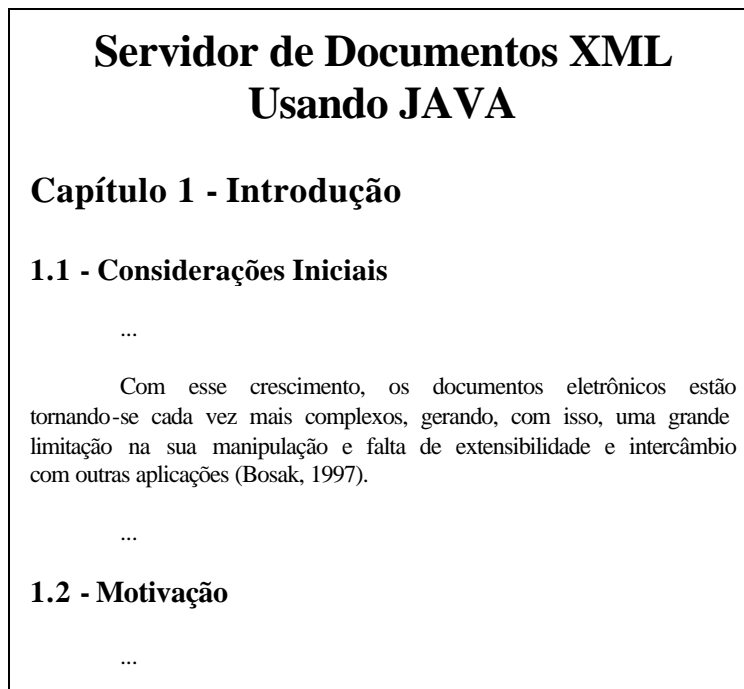 Servidor de Documentos XML
Usando JAVA
Capítulo 1 - Introdução
1.1 - Considerações Iniciais
...
Com esse crescimento, os documentos eletrônicos estão
tornando-se cada vez mais complexos, gerando, com isso, uma grande
limitação na sua manipulação e falta de extensibilidade e intercâmbio
com outras aplicações (Bosak, 1997).
...
1.2 - Motivação
...